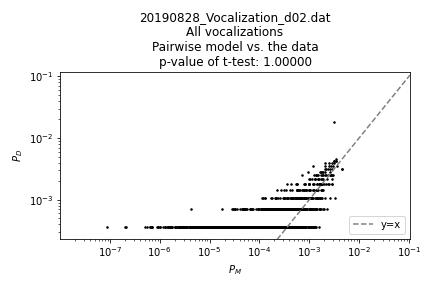 20190828_Vocalization_d02.dat
All vocalizations
Pairwise model vs. the data
p-value of t-test: 1.00000
10⁻¹
10⁻²
10⁻³
P_D
y=x
10⁻⁷ 10⁻⁶ 10⁻⁵ 10⁻⁴ 10⁻³ 10⁻² 10⁻¹
P_M